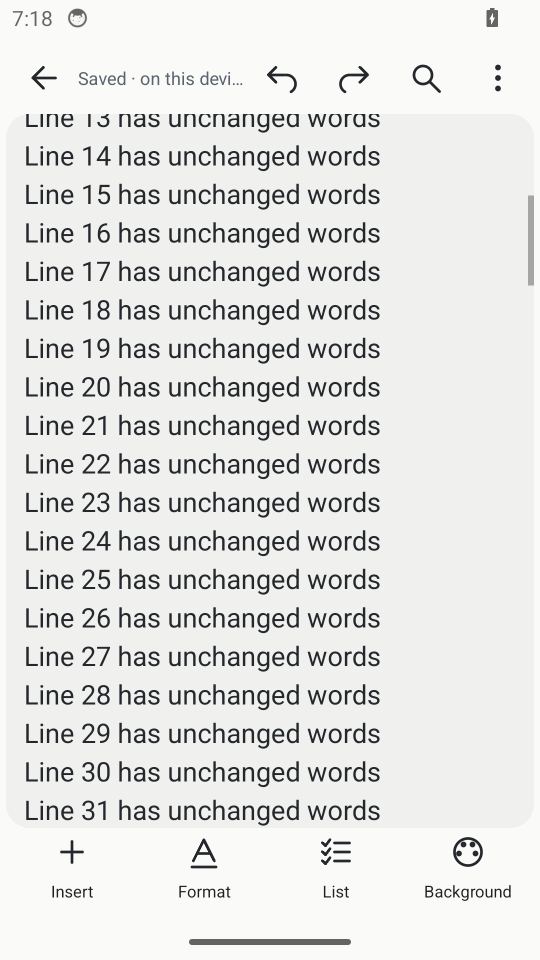 7:18
Saved · on this devi...
Line 13 has unchanged words
Line 14 has unchanged words
Line 15 has unchanged words
Line 16 has unchanged words
Line 17 has unchanged words
Line 18 has unchanged words
Line 19 has unchanged words
Line 20 has unchanged words
Line 21 has unchanged words
Line 22 has unchanged words
Line 23 has unchanged words
Line 24 has unchanged words
Line 25 has unchanged words
Line 26 has unchanged words
Line 27 has unchanged words
Line 28 has unchanged words
Line 29 has unchanged words
Line 30 has unchanged words
Line 31 has unchanged words
Insert Format List Background